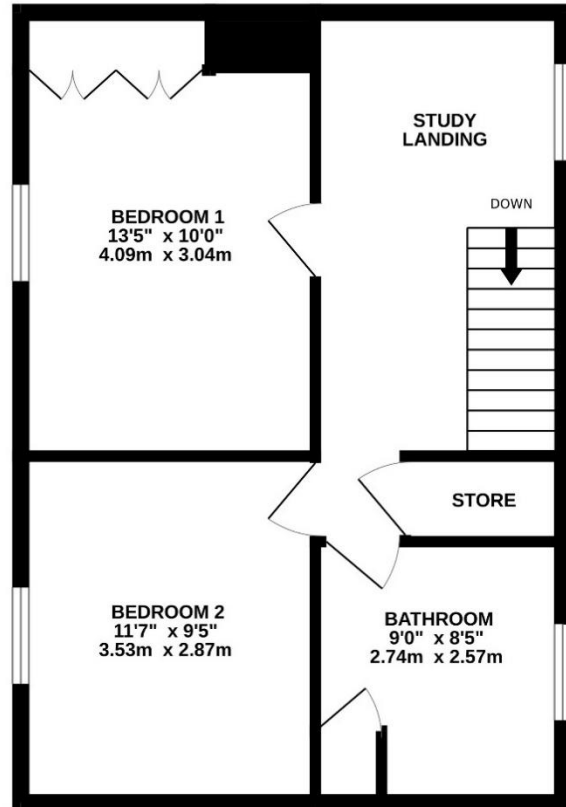 STUDY
LANDING
DOWN
BEDROOM 1
13'5" x 10'0"
4.09m x 3.04m
STORE
BEDROOM 2
11'7" x 9'5"
3.53m x 2.87m
BATHROOM
9'0" x 8'5"
2.74m x 2.57m